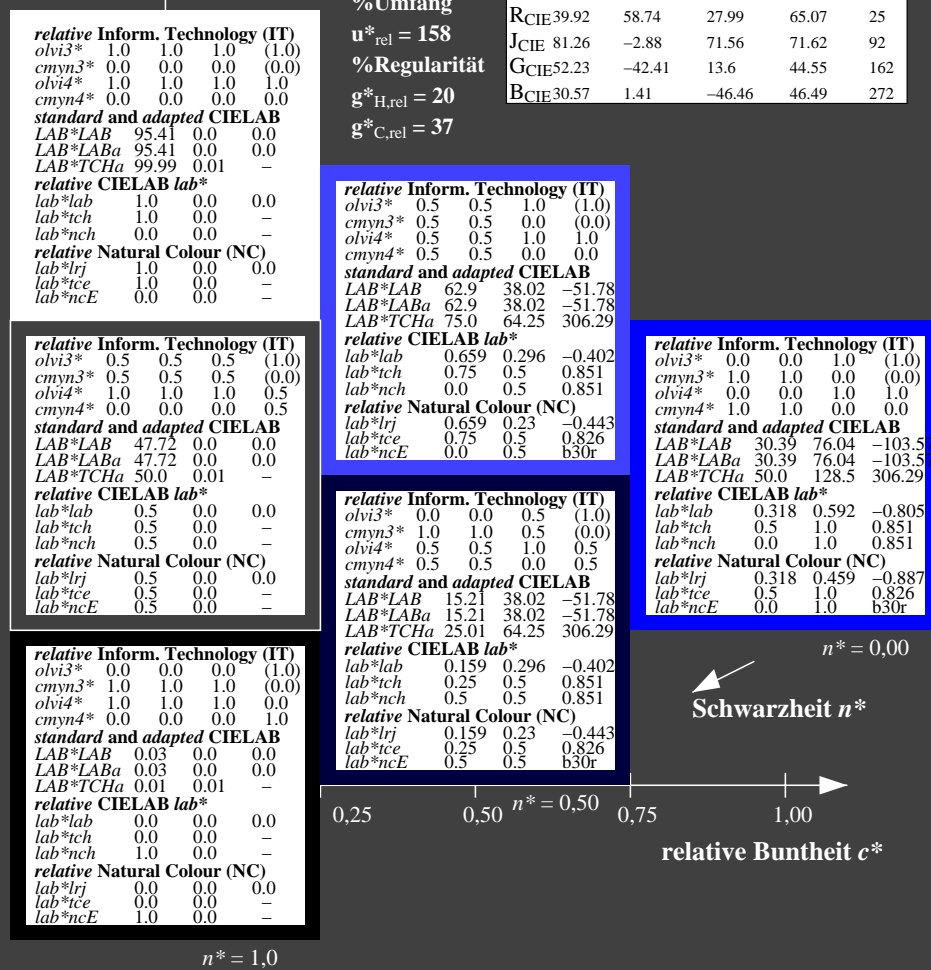 %Umfang
u*rel = 158
%Regularität
g*H,rel = 20
g*C,rel = 37
RCIE 39.92 58.74 27.99 65.07 25
JCIE 81.26 −2.88 71.56 71.62 92
GCIE 52.23 −42.41 13.6 44.55 162
BCIE 30.57 1.41 −46.46 46.49 272
relative Inform. Technology (IT)
olvi3* 1.0 1.0 1.0 (1.0)
cmyn3* 0.0 0.0 0.0 (0.0)
olvi4* 1.0 1.0 1.0 1.0
cmyn4* 0.0 0.0 0.0 0.0
standard and adapted CIELAB
LAB*LAB 95.41 0.0 0.0
LAB*LABa 95.41 0.0 0.0
LAB*TCHa 99.99 0.01 –
relative CIELAB lab*
lab*lab 1.0 0.0 0.0
lab*tch 1.0 0.0 –
lab*nch 0.0 0.0 –
relative Natural Colour (NC)
lab*lrj 1.0 0.0 0.0
lab*tce 1.0 0.0 –
lab*ncE 0.0 0.0 –
relative Inform. Technology (IT)
olvi3* 0.5 0.5 1.0 (1.0)
cmyn3* 0.5 0.5 0.0 (0.0)
olvi4* 0.5 0.5 1.0 1.0
cmyn4* 0.5 0.5 0.0 0.0
standard and adapted CIELAB
LAB*LAB 62.9 38.02 −51.78
LAB*LABa 62.9 38.02 −51.78
LAB*TCHa 75.0 64.25 306.29
relative CIELAB lab*
lab*lab 0.659 0.296 −0.402
lab*tch 0.75 0.5 0.851
lab*nch 0.0 0.5 0.851
relative Natural Colour (NC)
lab*lrj 0.659 0.23 −0.443
lab*tce 0.75 0.5 0.826
lab*ncE 0.0 0.5 b30r
relative Inform. Technology (IT)
olvi3* 0.5 0.5 0.5 (1.0)
cmyn3* 0.5 0.5 0.5 (0.0)
olvi4* 1.0 1.0 1.0 0.5
cmyn4* 0.0 0.0 0.0 0.5
standard and adapted CIELAB
LAB*LAB 47.72 0.0 0.0
LAB*LABa 47.72 0.0 0.0
LAB*TCHa 50.0 0.01 –
relative CIELAB lab*
lab*lab 0.5 0.0 0.0
lab*tch 0.5 0.0 –
lab*nch 0.5 0.0 –
relative Natural Colour (NC)
lab*lrj 0.5 0.0 0.0
lab*tce 0.5 0.0 –
lab*ncE 0.5 0.0 –
relative Inform. Technology (IT)
olvi3* 0.0 0.0 1.0 (1.0)
cmyn3* 1.0 1.0 0.0 (0.0)
olvi4* 0.0 0.0 1.0 1.0
cmyn4* 1.0 1.0 0.0 0.0
standard and adapted CIELAB
LAB*LAB 30.39 76.04 −103.57
LAB*LABa 30.39 76.04 −103.57
LAB*TCHa 50.0 128.5 306.29
relative CIELAB lab*
lab*lab 0.318 0.592 −0.805
lab*tch 0.5 1.0 0.851
lab*nch 0.0 1.0 0.851
relative Natural Colour (NC)
lab*lrj 0.318 0.459 −0.887
lab*tce 0.5 1.0 0.826
lab*ncE 0.0 1.0 b30r
relative Inform. Technology (IT)
olvi3* 0.0 0.0 0.5 (1.0)
cmyn3* 1.0 1.0 0.5 (0.0)
olvi4* 0.5 0.5 1.0 0.5
cmyn4* 0.5 0.5 0.0 0.5
standard and adapted CIELAB
LAB*LAB 15.21 38.02 −51.78
LAB*LABa 15.21 38.02 −51.78
LAB*TCHa 25.01 64.25 306.29
relative CIELAB lab*
lab*lab 0.159 0.296 −0.402
lab*tch 0.25 0.5 0.851
lab*nch 0.5 0.5 0.851
relative Natural Colour (NC)
lab*lrj 0.159 0.23 −0.443
lab*tce 0.25 0.5 0.826
lab*ncE 0.5 0.5 b30r
relative Inform. Technology (IT)
olvi3* 0.0 0.0 0.0 (1.0)
cmyn3* 1.0 1.0 1.0 (0.0)
olvi4* 1.0 1.0 1.0 0.0
cmyn4* 0.0 0.0 0.0 1.0
standard and adapted CIELAB
LAB*LAB 0.03 0.0 0.0
LAB*LABa 0.03 0.0 0.0
LAB*TCHa 0.01 0.01 –
relative CIELAB lab*
lab*lab 0.0 0.0 0.0
lab*tch 0.0 0.0 –
lab*nch 1.0 0.0 –
relative Natural Colour (NC)
lab*lrj 0.0 0.0 0.0
lab*tce 0.0 0.0 –
lab*ncE 1.0 0.0 –
n* = 0,00
Schwarzheit n*
n* = 0,50
0,25 0,50 0,75 1,00
relative Buntheit c*
n* = 1,0